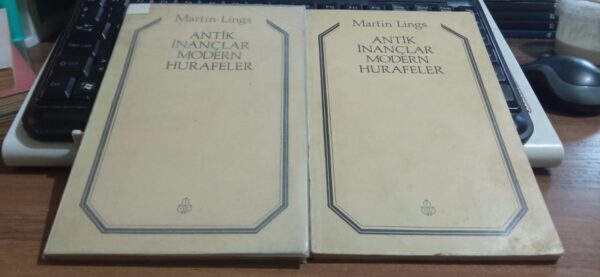 Martin Lings
ANTİK
İNANÇLAR
MODERN
HURAFELER
Martin Lings
ANTİK
İNANÇLAR
MODERN
HURAFELER